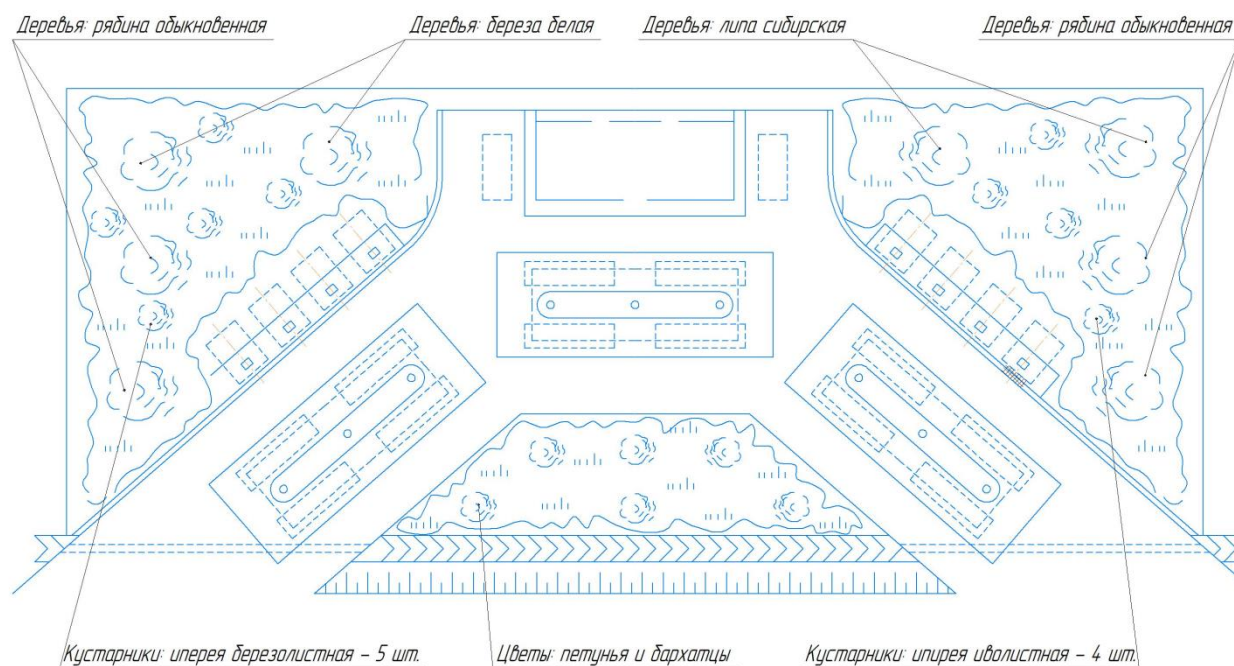 Деревья: рябина обыкновенная
Деревья: береза белая
Деревья: липа сибирская
Деревья: рябина обыкновенная
Кустарники: иперея березолистная – 5 шт.
Цветы: петунья и бархатцы
Кустарники: ипирея иволистная – 4 шт.